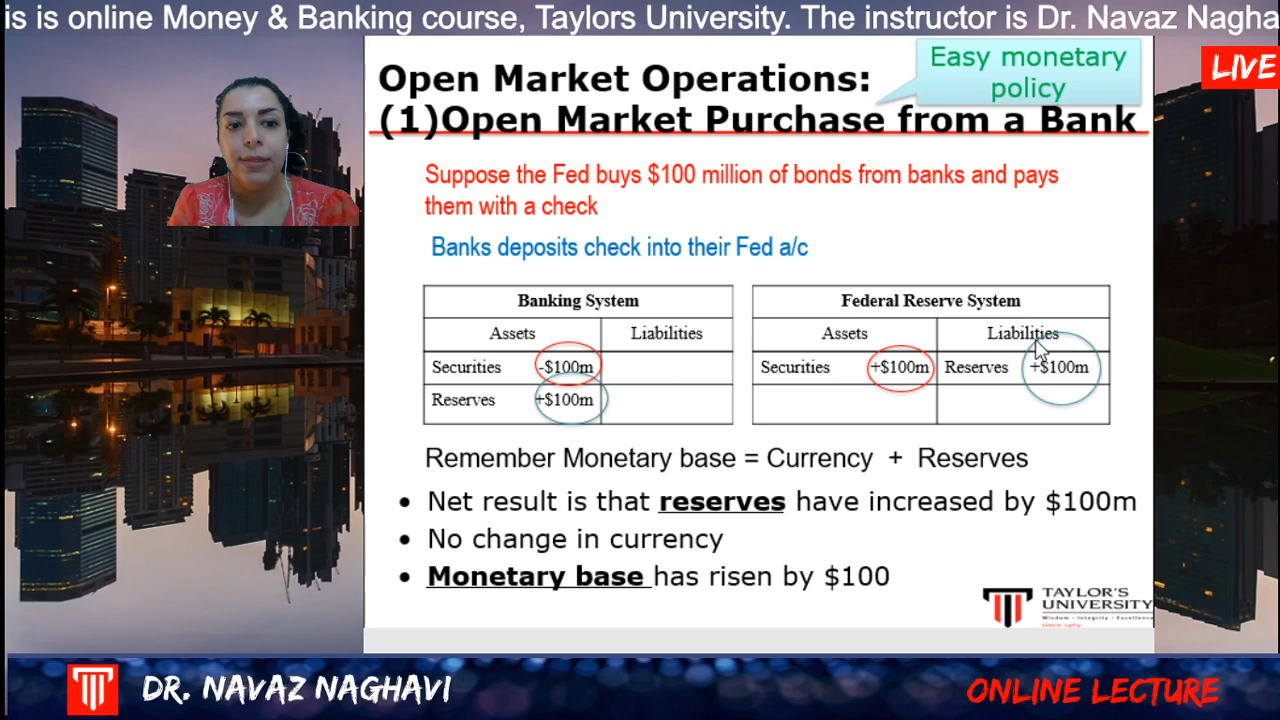 is is online Money & Banking course, Taylors University. The instructor is Dr. Navaz Nagha
LIVE
Easy monetary
policy
Open Market Operations:
(1)Open Market Purchase from a Bank
Suppose the Fed buys $100 million of bonds from banks and pays
them with a check
Banks deposits check into their Fed a/c
Banking System
Assets Liabilities
Securities -$100m
Reserves +$100m
Federal Reserve System
Assets Liabilities
Securities +$100m Reserves +$100m
Remember Monetary base = Currency + Reserves
• Net result is that reserves have increased by $100m
• No change in currency
• Monetary base has risen by $100
TAYLOR'S
UNIVERSITY
Wisdom · Integrity · Excellence
since 1969
DR. NAVAZ NAGHAVI
ONLINE LECTURE